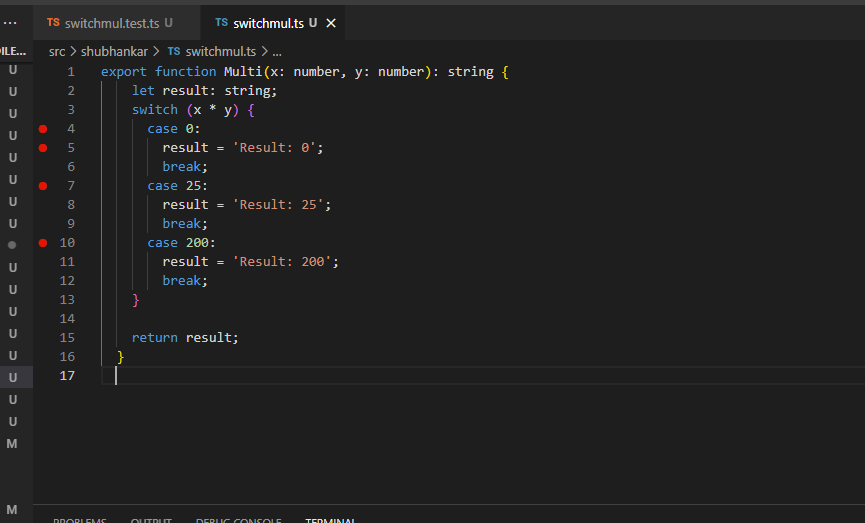 ... TS switchmul.test.ts U TS switchmul.ts U ×
ILE... src > shubhankar > TS switchmul.ts > ...
U 1 export function Multi(x: number, y: number): string {
U 2 let result: string;
U 3 switch (x * y) {
U 4 case 0:
U 5 result = 'Result: 0';
U 6 break;
U 7 case 25:
U 8 result = 'Result: 25';
9 break;
10 case 200:
U 11 result = 'Result: 200';
U 12 break;
U 13 }
U 14
U 15 return result;
U 16 }
U 17
U
M
M
PROBLEMS OUTPUT DEBUG CONSOLE TERMINAL